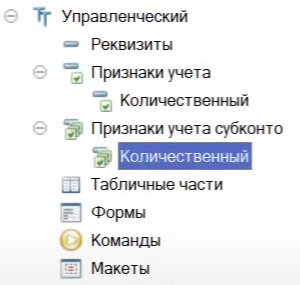 Управленческий
Реквизиты
Признаки учета
Количественный
Признаки учета субконто
Количественный
Табличные части
Формы
Команды
Макеты